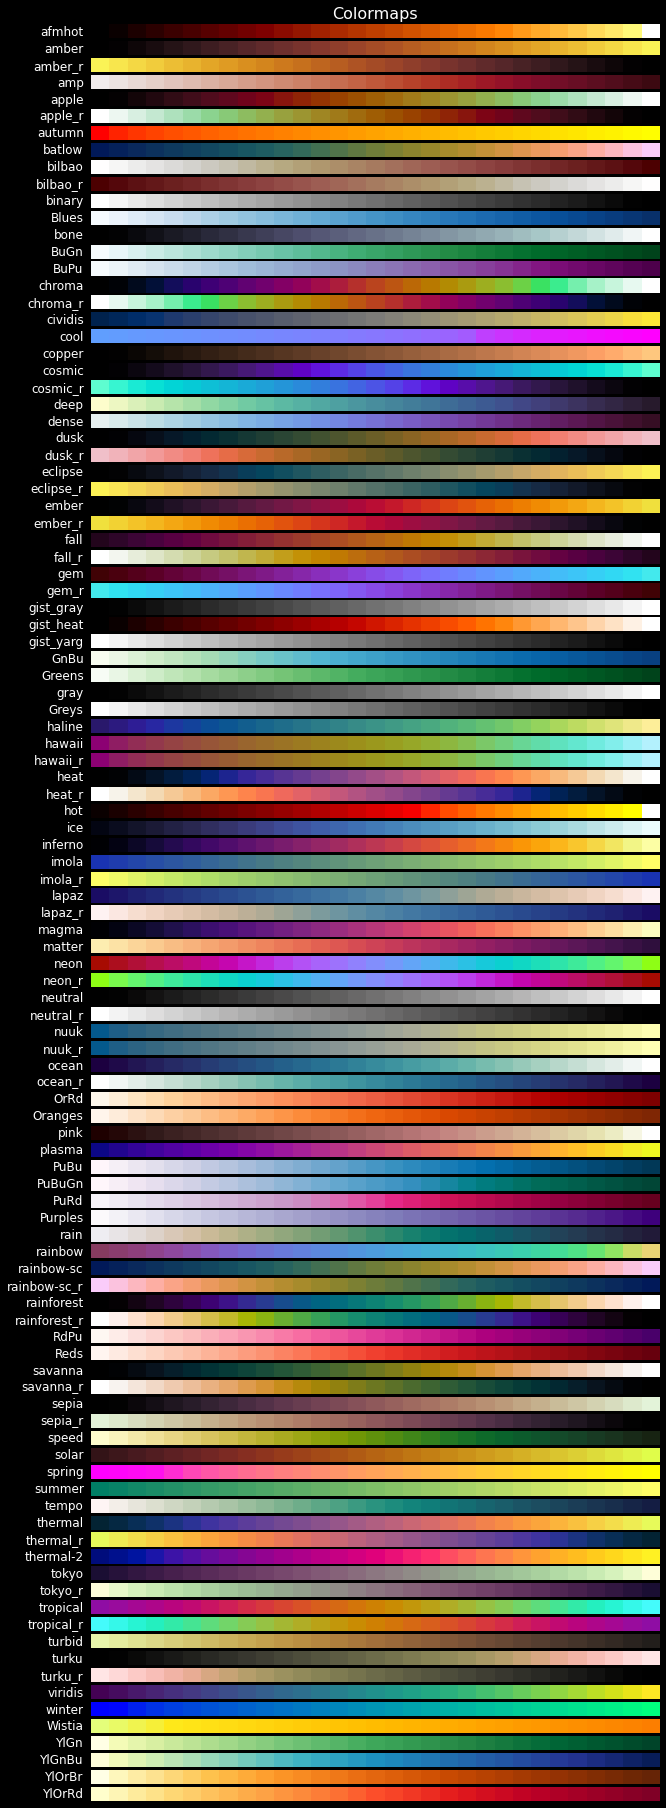 Colormaps
afmhot
amber
amber_r
amp
apple
apple_r
autumn
batlow
bilbao
bilbao_r
binary
Blues
bone
BuGn
BuPu
chroma
chroma_r
cividis
cool
copper
cosmic
cosmic_r
deep
dense
dusk
dusk_r
eclipse
eclipse_r
ember
ember_r
fall
fall_r
gem
gem_r
gist_gray
gist_heat
gist_yarg
GnBu
Greens
gray
Greys
haline
hawaii
hawaii_r
heat
heat_r
hot
ice
inferno
imola
imola_r
lapaz
lapaz_r
magma
matter
neon
neon_r
neutral
neutral_r
nuuk
nuuk_r
ocean
ocean_r
OrRd
Oranges
pink
plasma
PuBu
PuBuGn
PuRd
Purples
rain
rainbow
rainbow-sc
rainbow-sc_r
rainforest
rainforest_r
RdPu
Reds
savanna
savanna_r
sepia
sepia_r
speed
solar
spring
summer
tempo
thermal
thermal_r
thermal-2
tokyo
tokyo_r
tropical
tropical_r
turbid
turku
turku_r
viridis
winter
Wistia
YlGn
YlGnBu
YlOrBr
YlOrRd